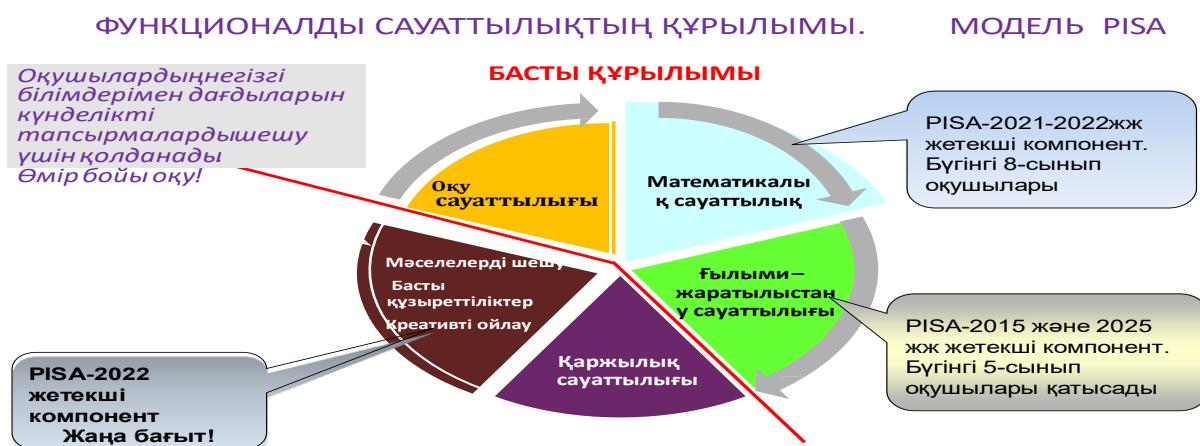 ФУНКЦИОНАЛДЫ САУАТТЫЛЫҚТЫҢ ҚҰРЫЛЫМЫ. МОДЕЛЬ PISA
БАСТЫ ҚҰРЫЛЫМЫ
Оқушылардыңнегізгі
білімдерімен дағдыларын
күнделікті
тапсырмалардышешу
үшін қолданады
Өмір бойы оқу!
Оқу
сауаттылығы
Математикалы
қ сауаттылық
PISA-2021-2022жж
жетекші компонент.
Бүгінгі 8-сынып
оқушылары
Мәселелерді шешу
Басты
құзыреттіліктер
Креативті ойлау
Ғылыми–
жаратылыстан
у сауаттылығы
Қаржылық
сауаттылығы
PISA-2015 және 2025
жж жетекші компонент.
Бүгінгі 5-сынып
оқушылары қатысады
PISA-2022
жетекші
компонент
Жаңа бағыт!